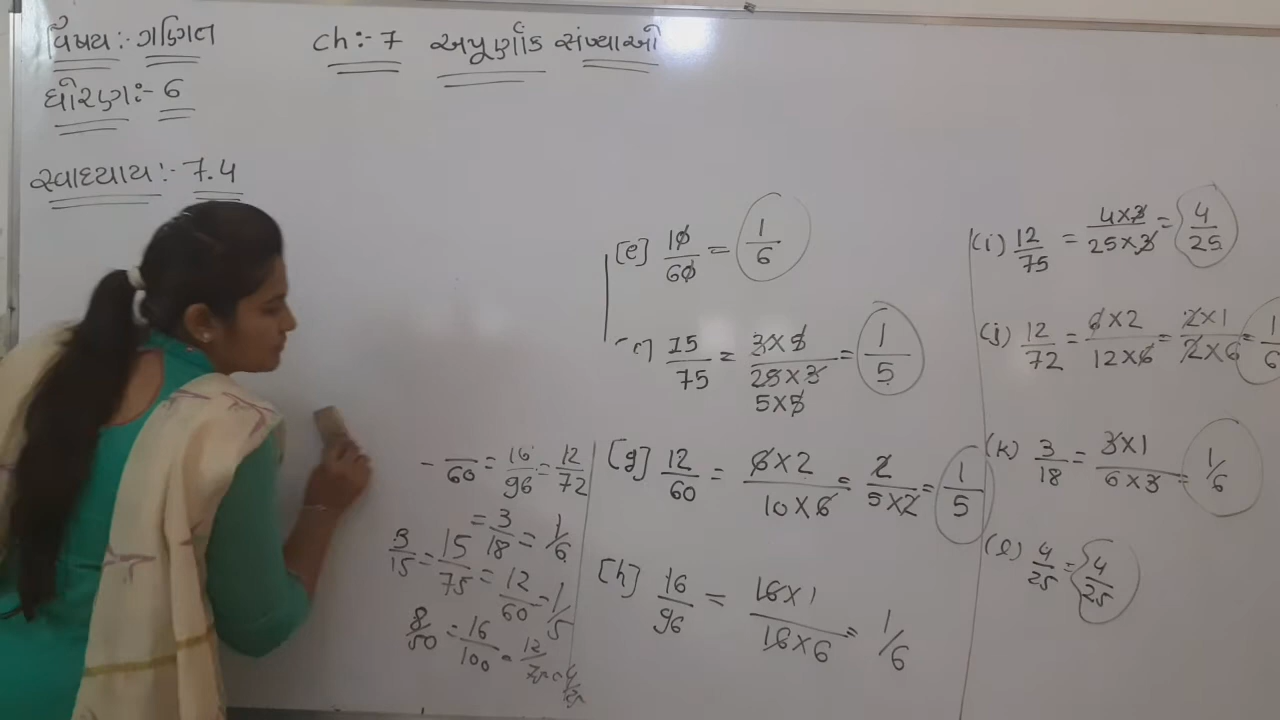 વિષય:- ગણિત
ch:- 7 અપૂર્ણાંક સંખ્યાઓ
ધોરણ:- 6
સ્વાધ્યાય:- 7.4
[e] 10/60 = 1/6
15/75 = 3×5/25×3 = 1/5
5×5
[g] 12/60 = 6×2/10×6 = 2/5×2 = 1/5
[h] 16/96 = 16×1/16×6 = 1/6
(i) 12/75 = 4×3/25×3 = 4/25
(j) 12/72 = 6×2/12×6 = 2×1/2×6 = 1/6
(k) 3/18 = 3×1/6×3 = 1/6
(l) 4/25 = 4/25
/60 = 16/96 = 12/72
= 3/18 = 1/6
3/15 = 15/75 = 12/60 = 1/5
8/50 = 16/100 = 12/75 = 4/25